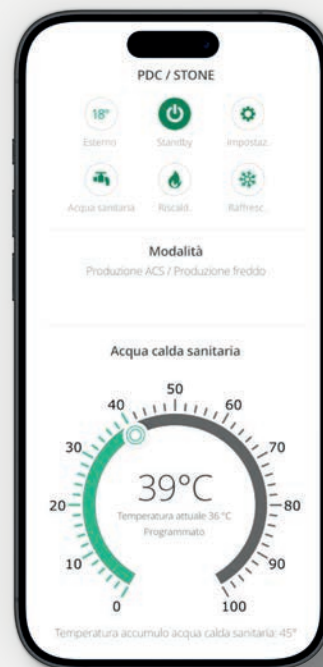 PDC / STONE
18°
Esterno
Standby
Impostaz..
Acqua sanitaria
Riscald..
Raffresc..
Modalità
Produzione ACS / Produzione freddo
Acqua calda sanitaria
0
10
20
30
40
50
60
70
80
90
100
39°C
Temperatura attuale 36 °C
Programmato
Temperatura accumulo acqua calda sanitaria: 45°